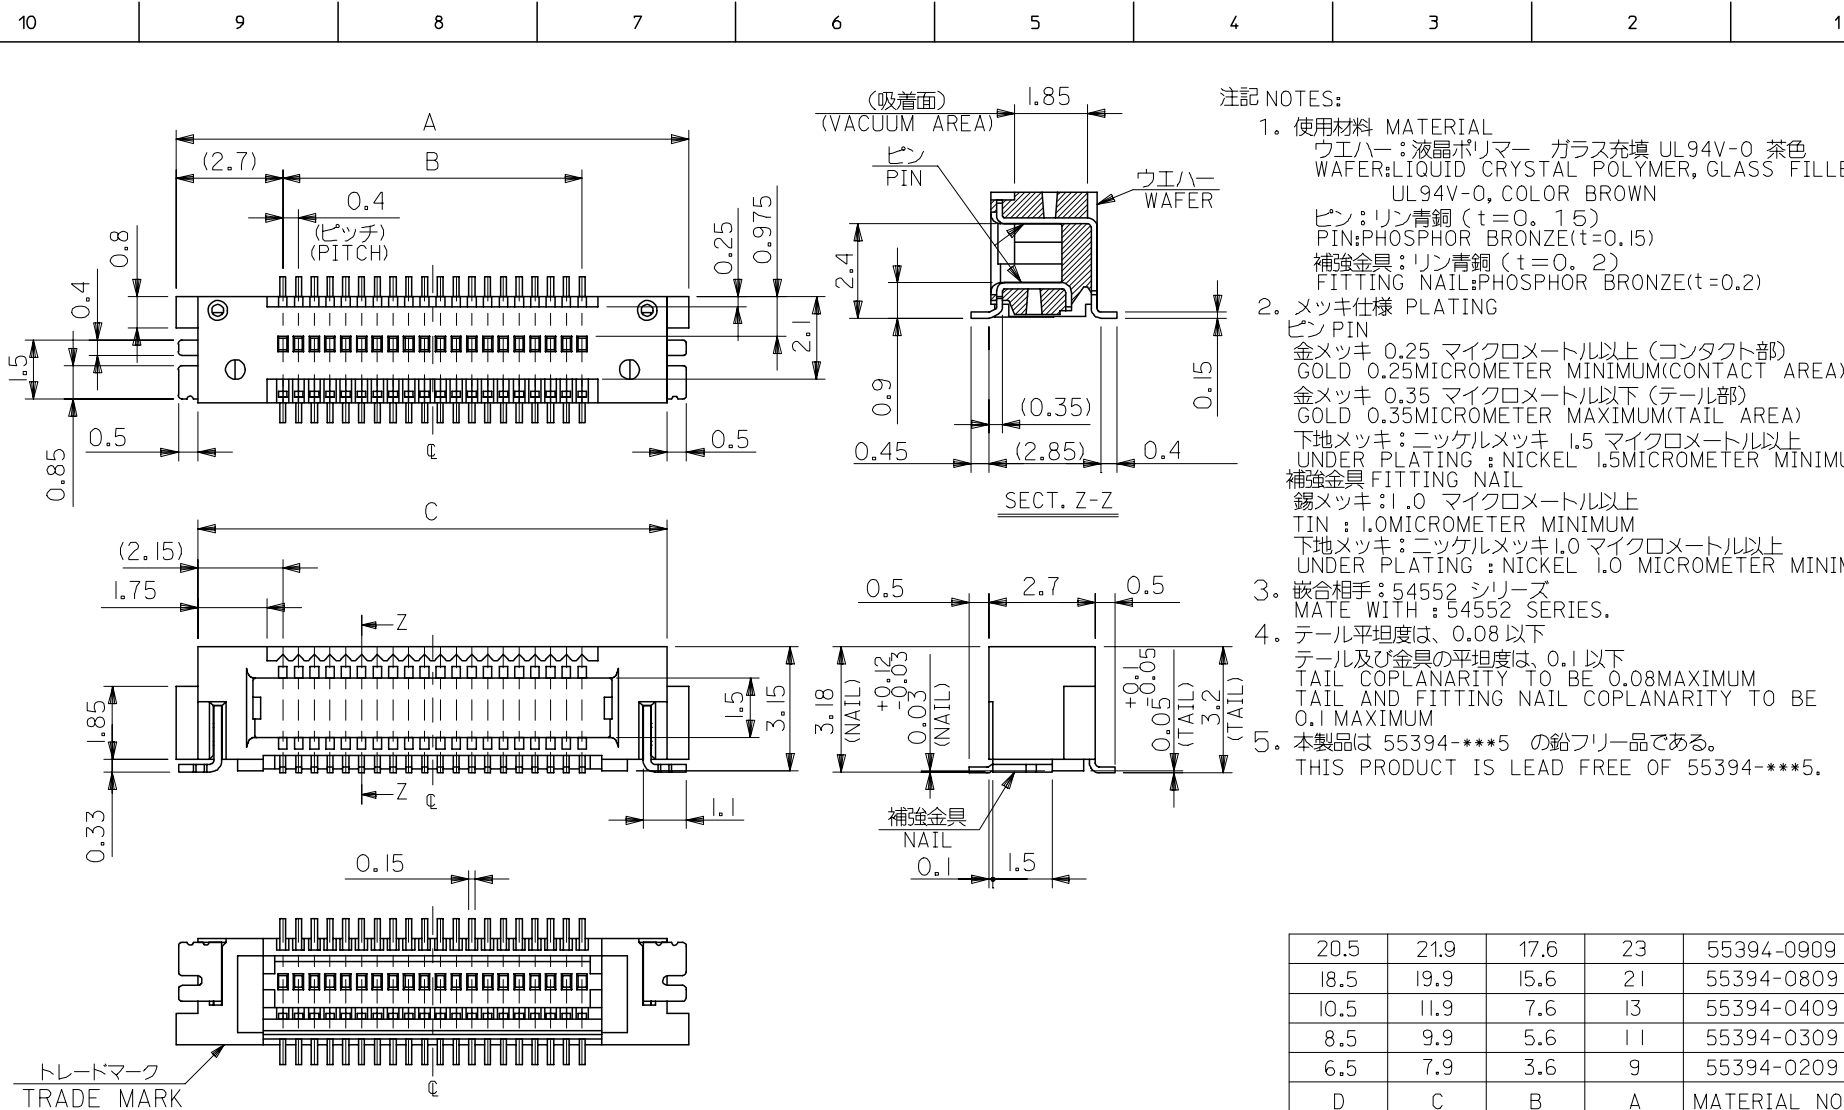 10 9 8 7 6 5 4 3 2 1
A
(2.7)
B
0.4
(ピッチ)
(PITCH)
0.8
0.4
1.5
0.85
0.5
0.25
0.975
2.1
0.5
℄
(吸着面)
(VACUUM AREA)
1.85
ピン
PIN
ウエハー
WAFER
2.4
0.9
0.15
(0.35)
0.45
(2.85)
0.4
SECT. Z-Z
C
(2.15)
1.75
Z
1.85
0.33
Z
℄
1.5
3.15
1.1
0.5
2.7
0.5
3.18
(NAIL)
+0.12
-0.03
0.03
(NAIL)
+0.1
-0.05
0.05
(TAIL)
3.2
(TAIL)
補強金具
NAIL
0.1
1.5
0.15
℄
トレードマーク
TRADE MARK
注記 NOTES:
1. 使用材料 MATERIAL
ウエハー:液晶ポリマー ガラス充填 UL94V-0 茶色
WAFER:LIQUID CRYSTAL POLYMER, GLASS FILLE
UL94V-0, COLOR BROWN
ピン:リン青銅 (t=0.15)
PIN:PHOSPHOR BRONZE(t=0.15)
補強金具:リン青銅 (t=0.2)
FITTING NAIL:PHOSPHOR BRONZE(t=0.2)
2. メッキ仕様 PLATING
ピン PIN
金メッキ 0.25 マイクロメートル以上 (コンタクト部)
GOLD 0.25MICROMETER MINIMUM(CONTACT AREA)
金メッキ 0.35 マイクロメートル以下 (テール部)
GOLD 0.35MICROMETER MAXIMUM(TAIL AREA)
下地メッキ:ニッケルメッキ 1.5 マイクロメートル以上
UNDER PLATING : NICKEL 1.5MICROMETER MINIMU
補強金具 FITTING NAIL
錫メッキ:1.0 マイクロメートル以上
TIN : 1.0MICROMETER MINIMUM
下地メッキ:ニッケルメッキ1.0 マイクロメートル以上
UNDER PLATING : NICKEL 1.0 MICROMETER MINIM
3. 嵌合相手:54552 シリーズ
MATE WITH : 54552 SERIES.
4. テール平坦度は、0.08 以下
テール及び金具の平坦度は、0.1 以下
TAIL COPLANARITY TO BE 0.08MAXIMUM
TAIL AND FITTING NAIL COPLANARITY TO BE
0.1 MAXIMUM
5. 本製品は 55394-***5 の鉛フリー品である。
THIS PRODUCT IS LEAD FREE OF 55394-***5.
20.5 21.9 17.6 23 55394-0909
18.5 19.9 15.6 21 55394-0809
10.5 11.9 7.6 13 55394-0409
8.5 9.9 5.6 11 55394-0309
6.5 7.9 3.6 9 55394-0209
D C B A MATERIAL NO